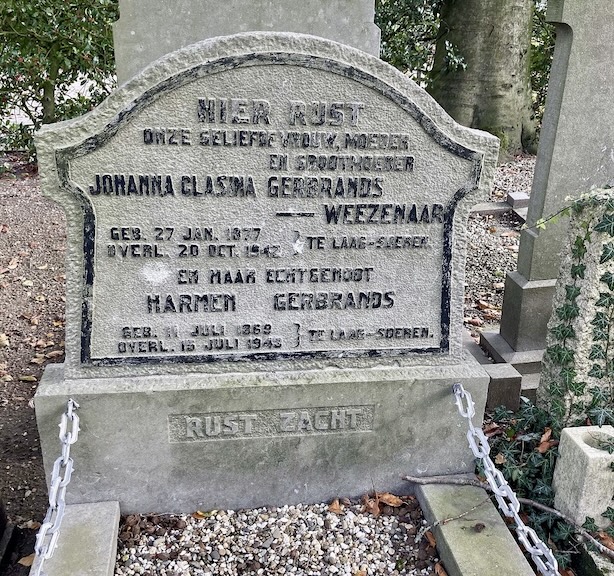 HIER RUST
ONZE GELIEFDE VROUW, MOEDER
EN GROOTMOEDER
JOHANNA CLASINA GERBRANDS
— WEEZENAAR
GEB. 27 JAN. 1877 } TE LAAG-SOEREN.
OVERL. 20 OCT. 1942
EN HAAR ECHTGENOOT
HARMEN GERBRANDS
GEB. 11 JULI 1869 } TE LAAG-SOEREN.
OVERL. 15 JULI 1943
RUST ZACHT